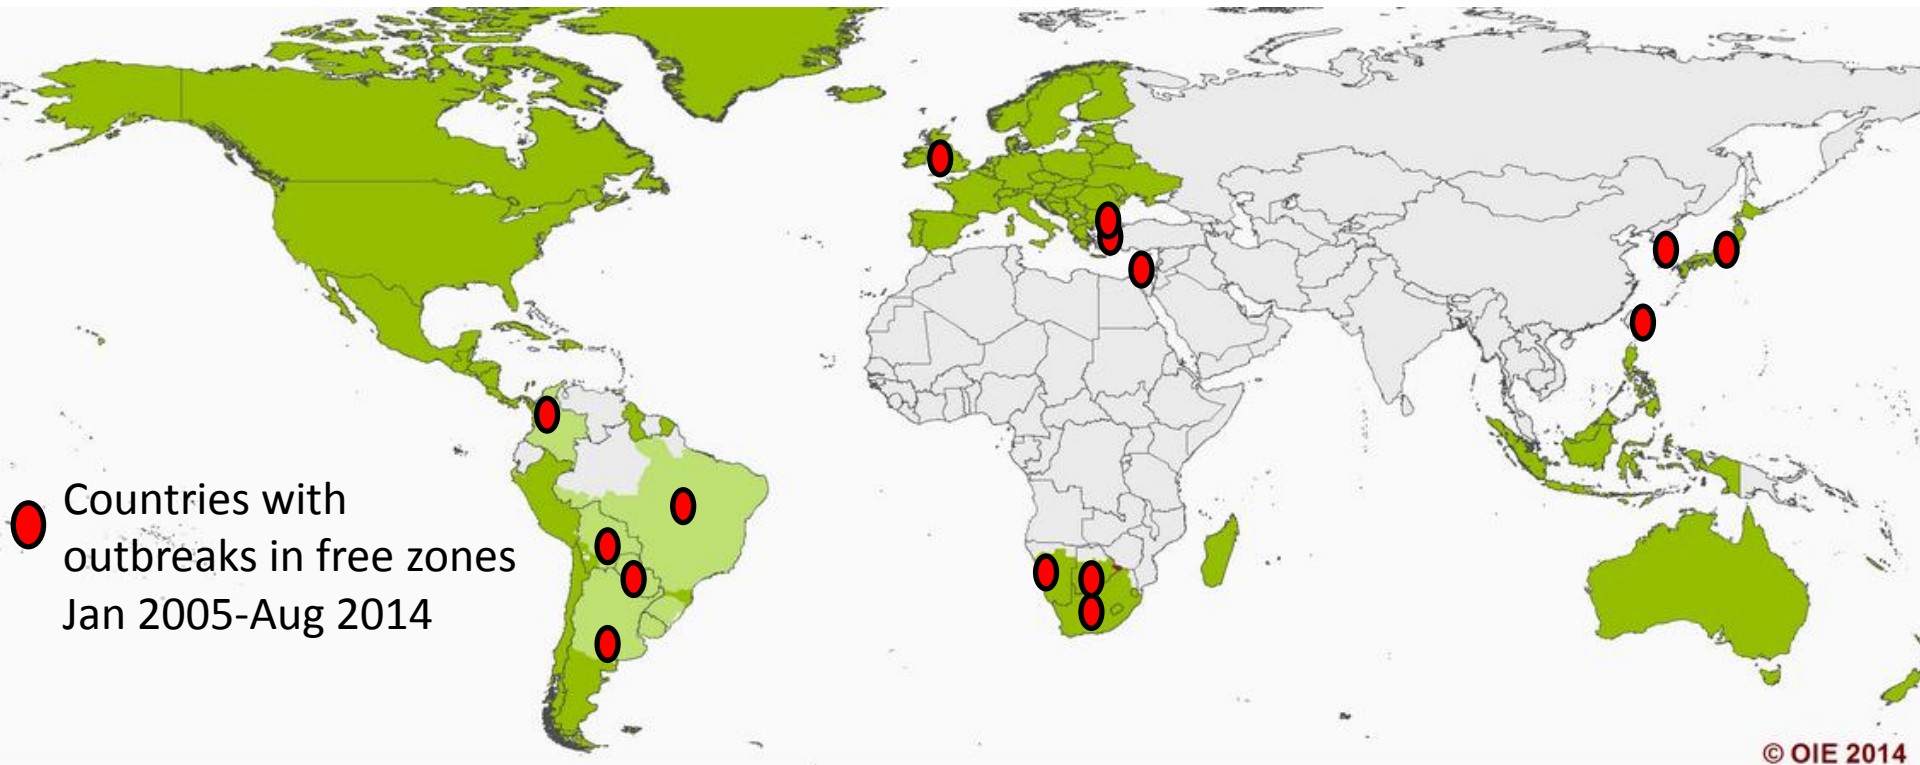 Countries with
outbreaks in free zones
Jan 2005-Aug 2014
© OIE 2014